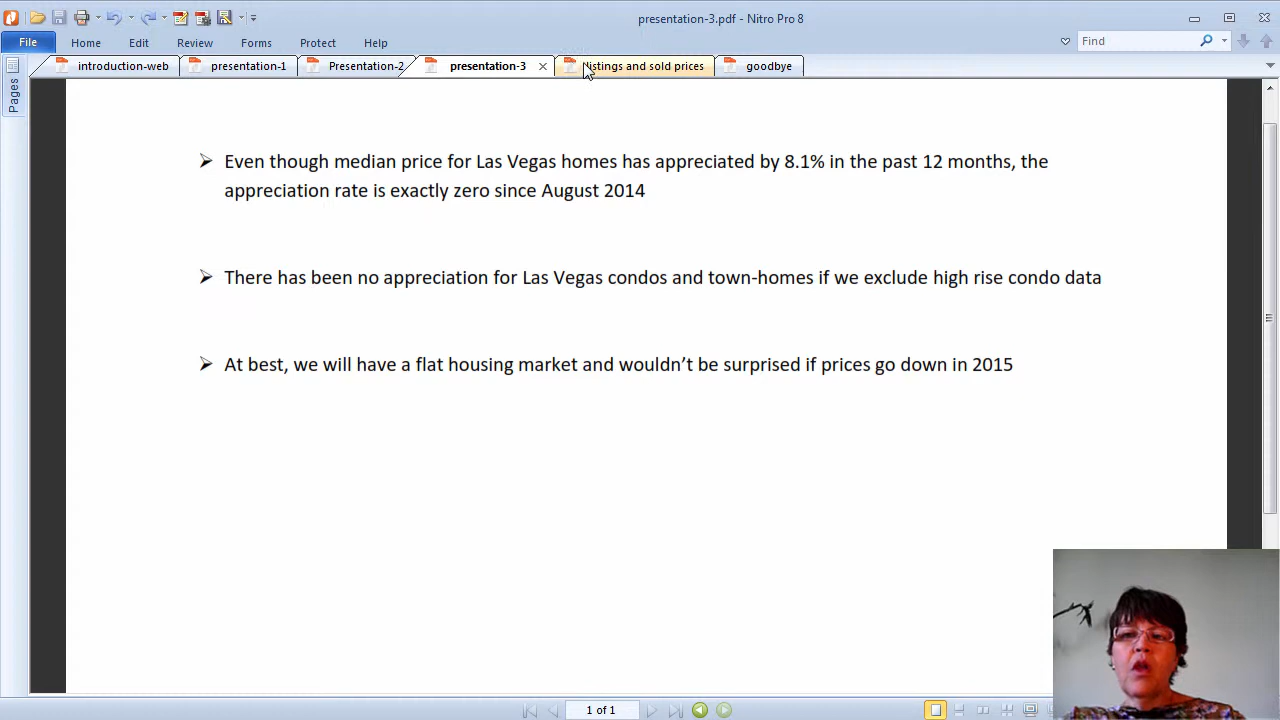 presentation-3.pdf - Nitro Pro 8
File Home Edit Review Forms Protect Help Find
introduction-web presentation-1 Presentation-2 presentation-3 listings and sold prices goodbye
Pages
➢ Even though median price for Las Vegas homes has appreciated by 8.1% in the past 12 months, the
appreciation rate is exactly zero since August 2014
➢ There has been no appreciation for Las Vegas condos and town-homes if we exclude high rise condo data
➢ At best, we will have a flat housing market and wouldn’t be surprised if prices go down in 2015
1 of 1